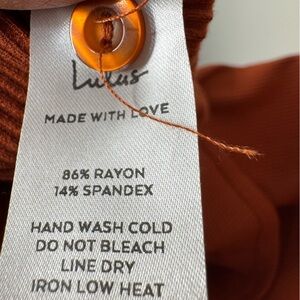 Lulus
MADE WITH LOVE
86% RAYON
14% SPANDEX
HAND WASH COLD
DO NOT BLEACH
LINE DRY
IRON LOW HEAT